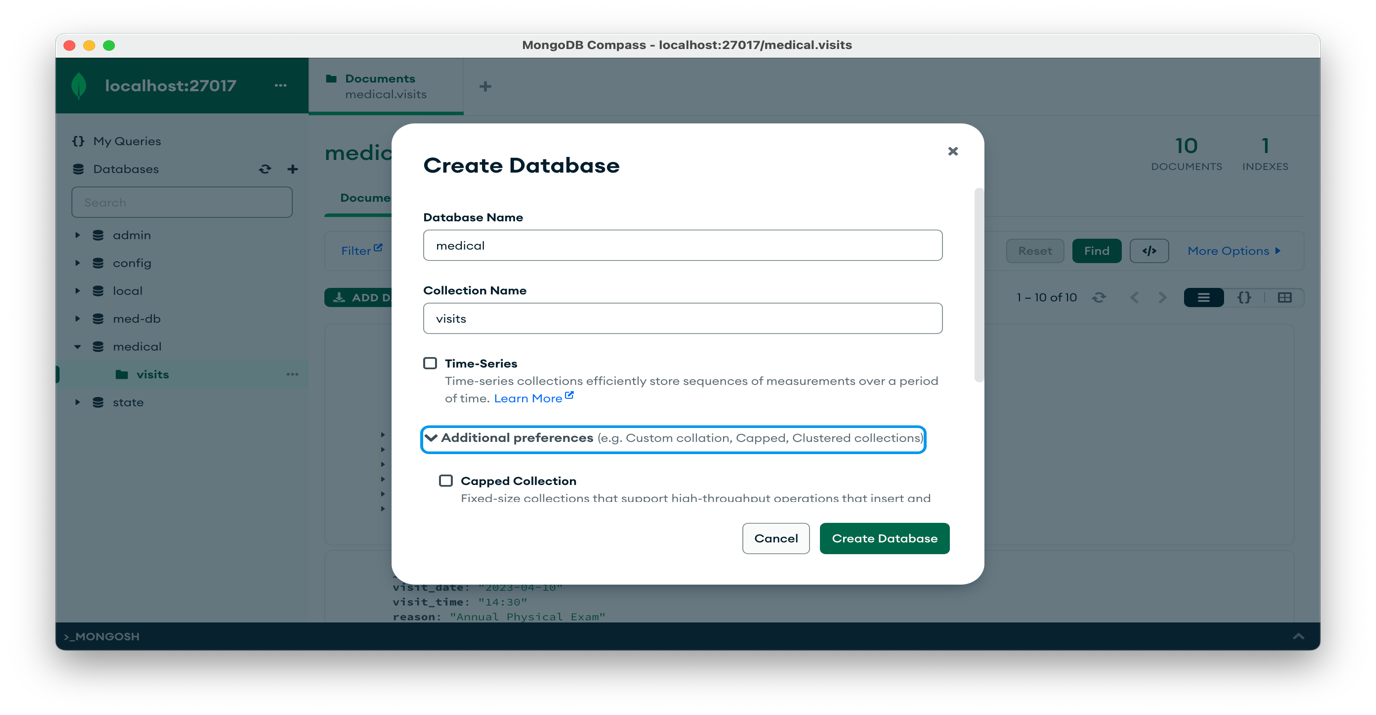 MongoDB Compass - localhost:27017/medical.visits
localhost:27017
Documents
medical.visits
My Queries
Databases
Search
admin
config
local
med-db
medical
visits
state
10
DOCUMENTS
1
INDEXES
Filter
Reset
Find
</>
More Options
1 – 10 of 10
{}
Create Database
Database Name
medical
Collection Name
visits
Time-Series
Time-series collections efficiently store sequences of measurements over a period
of time. Learn More
Additional preferences (e.g. Custom collation, Capped, Clustered collections)
Capped Collection
Fixed-size collections that support high-throughput operations that insert and
Cancel
Create Database
visit_date: "2023-04-10"
visit_time: "14:30"
reason: "Annual Physical Exam"
>_MONGOSH